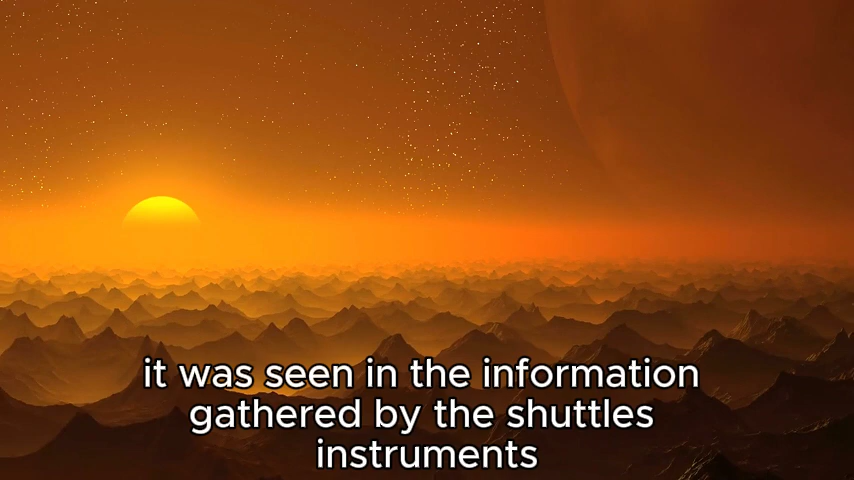 it was seen in the information
gathered by the shuttles
instruments